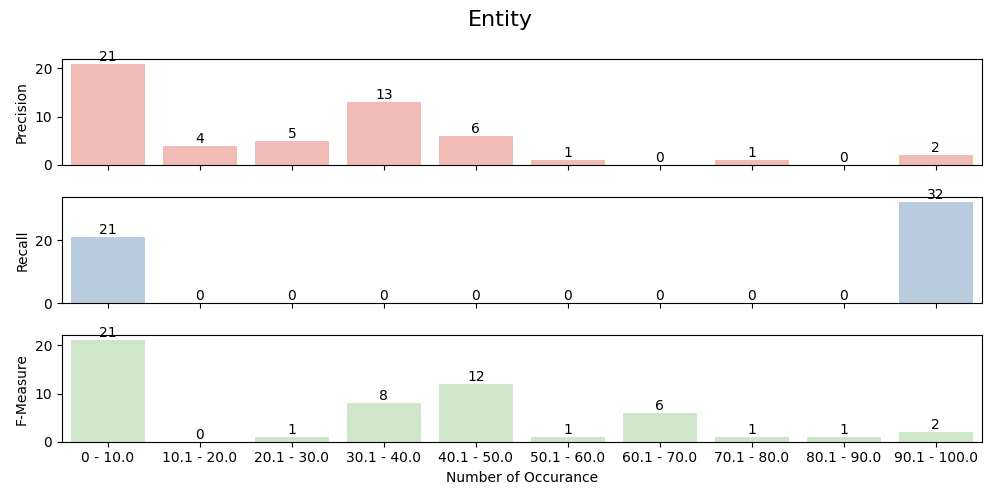 Entity
Precision
20
10
0
21
4
5
13
6
1
0
1
0
2
Recall
20
0
21
0
0
0
0
0
0
0
0
32
F-Measure
20
10
0
21
0
1
8
12
1
6
1
1
2
0 - 10.0
10.1 - 20.0
20.1 - 30.0
30.1 - 40.0
40.1 - 50.0
50.1 - 60.0
60.1 - 70.0
70.1 - 80.0
80.1 - 90.0
90.1 - 100.0
Number of Occurance